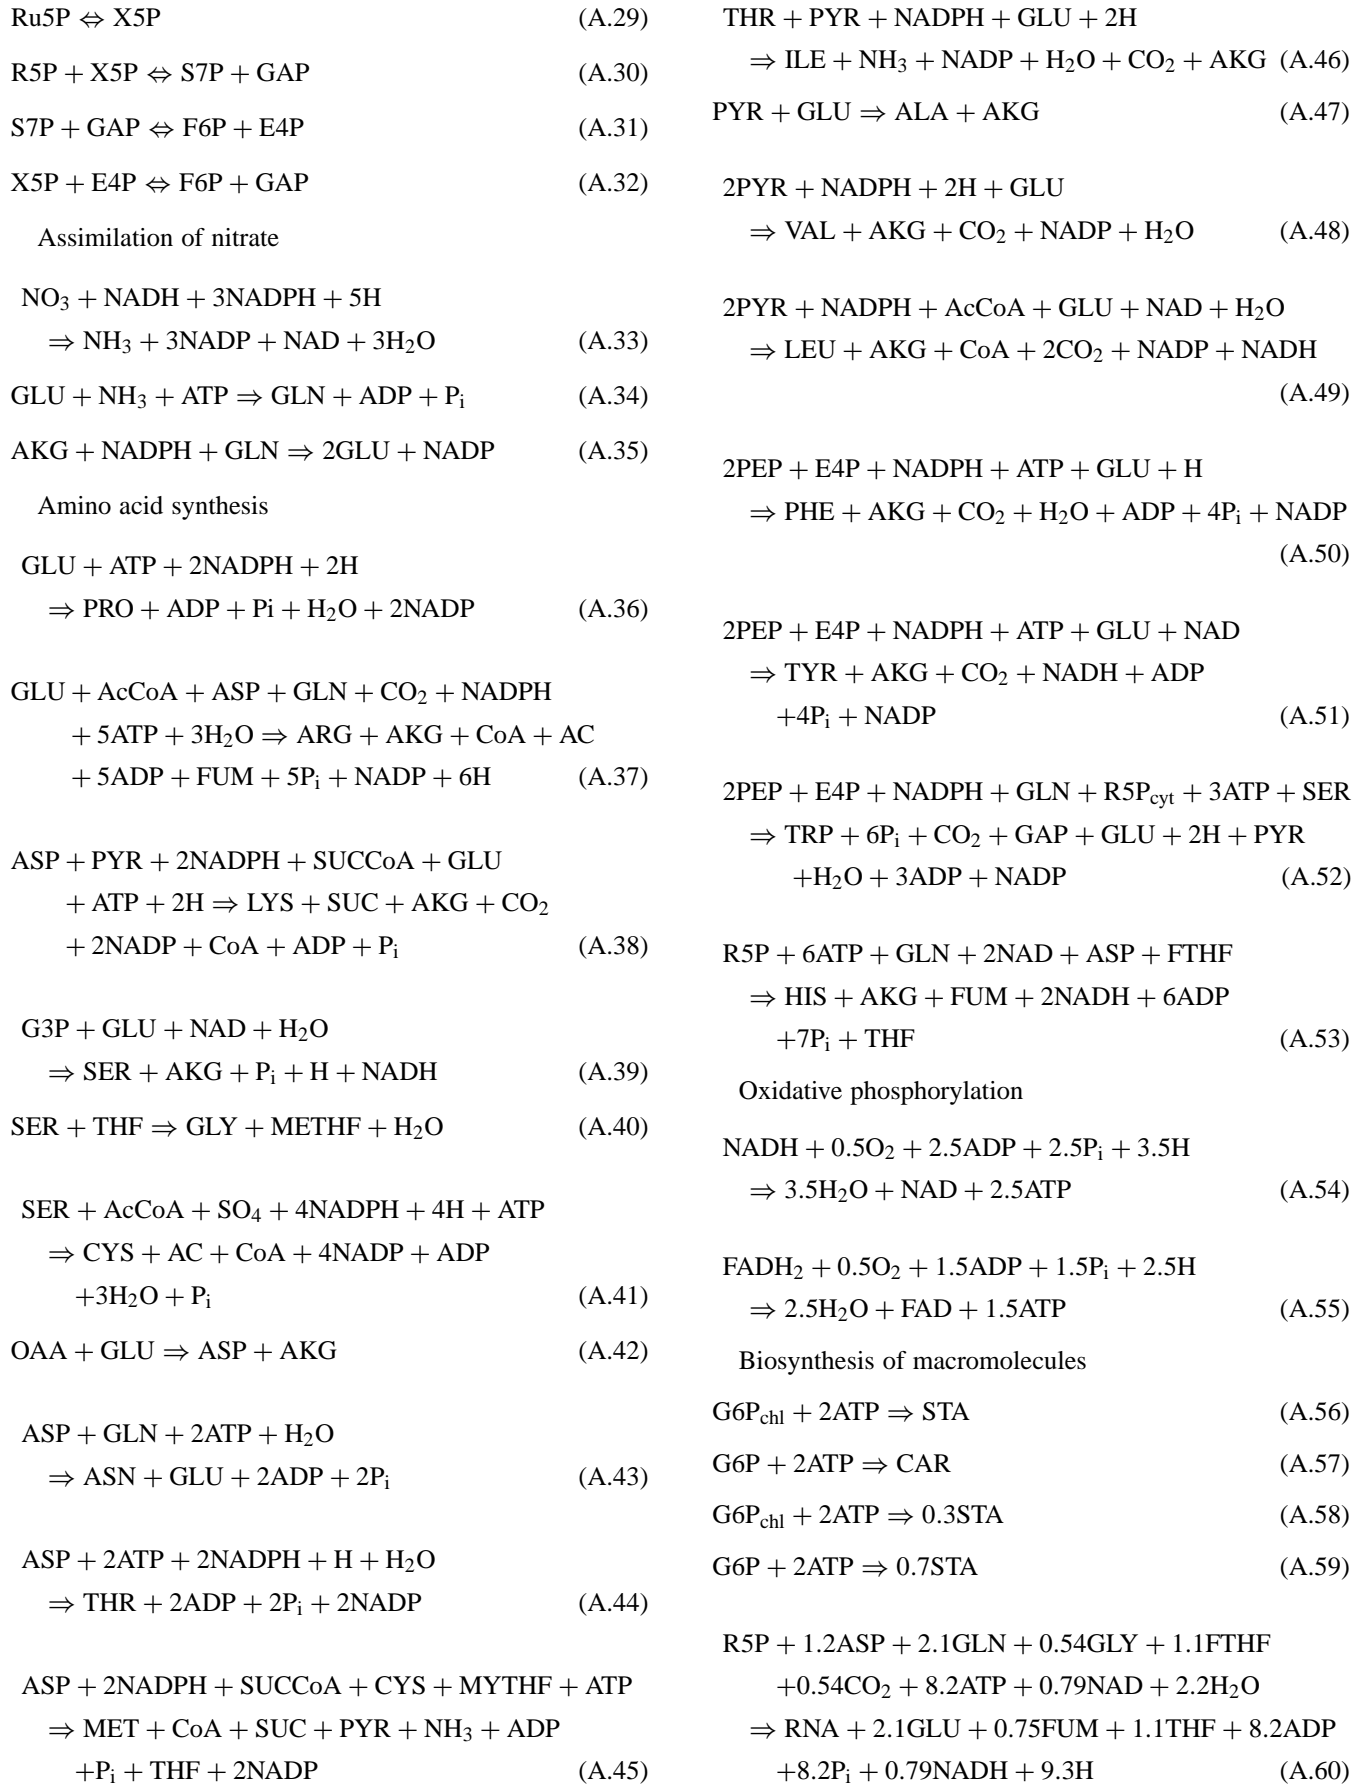 Ru5P ⇔ X5P (A.29)
R5P + X5P ⇔ S7P + GAP (A.30)
S7P + GAP ⇔ F6P + E4P (A.31)
X5P + E4P ⇔ F6P + GAP (A.32)
Assimilation of nitrate
NO₃ + NADH + 3NADPH + 5H
⇒ NH₃ + 3NADP + NAD + 3H₂O (A.33)
GLU + NH₃ + ATP ⇒ GLN + ADP + Pᵢ (A.34)
AKG + NADPH + GLN ⇒ 2GLU + NADP (A.35)
Amino acid synthesis
GLU + ATP + 2NADPH + 2H
⇒ PRO + ADP + Pi + H₂O + 2NADP (A.36)
GLU + AcCoA + ASP + GLN + CO₂ + NADPH
+ 5ATP + 3H₂O ⇒ ARG + AKG + CoA + AC
+ 5ADP + FUM + 5Pᵢ + NADP + 6H (A.37)
ASP + PYR + 2NADPH + SUCCoA + GLU
+ ATP + 2H ⇒ LYS + SUC + AKG + CO₂
+ 2NADP + CoA + ADP + Pᵢ (A.38)
G3P + GLU + NAD + H₂O
⇒ SER + AKG + Pᵢ + H + NADH (A.39)
SER + THF ⇒ GLY + METHF + H₂O (A.40)
SER + AcCoA + SO₄ + 4NADPH + 4H + ATP
⇒ CYS + AC + CoA + 4NADP + ADP
+3H₂O + Pᵢ (A.41)
OAA + GLU ⇒ ASP + AKG (A.42)
ASP + GLN + 2ATP + H₂O
⇒ ASN + GLU + 2ADP + 2Pᵢ (A.43)
ASP + 2ATP + 2NADPH + H + H₂O
⇒ THR + 2ADP + 2Pᵢ + 2NADP (A.44)
ASP + 2NADPH + SUCCoA + CYS + MYTHF + ATP
⇒ MET + CoA + SUC + PYR + NH₃ + ADP
+Pᵢ + THF + 2NADP (A.45)
THR + PYR + NADPH + GLU + 2H
⇒ ILE + NH₃ + NADP + H₂O + CO₂ + AKG (A.46)
PYR + GLU ⇒ ALA + AKG (A.47)
2PYR + NADPH + 2H + GLU
⇒ VAL + AKG + CO₂ + NADP + H₂O (A.48)
2PYR + NADPH + AcCoA + GLU + NAD + H₂O
⇒ LEU + AKG + CoA + 2CO₂ + NADP + NADH
(A.49)
2PEP + E4P + NADPH + ATP + GLU + H
⇒ PHE + AKG + CO₂ + H₂O + ADP + 4Pᵢ + NADP
(A.50)
2PEP + E4P + NADPH + ATP + GLU + NAD
⇒ TYR + AKG + CO₂ + NADH + ADP
+4Pᵢ + NADP (A.51)
2PEP + E4P + NADPH + GLN + R5P_cyt + 3ATP + SER
⇒ TRP + 6Pᵢ + CO₂ + GAP + GLU + 2H + PYR
+H₂O + 3ADP + NADP (A.52)
R5P + 6ATP + GLN + 2NAD + ASP + FTHF
⇒ HIS + AKG + FUM + 2NADH + 6ADP
+7Pᵢ + THF (A.53)
Oxidative phosphorylation
NADH + 0.5O₂ + 2.5ADP + 2.5Pᵢ + 3.5H
⇒ 3.5H₂O + NAD + 2.5ATP (A.54)
FADH₂ + 0.5O₂ + 1.5ADP + 1.5Pᵢ + 2.5H
⇒ 2.5H₂O + FAD + 1.5ATP (A.55)
Biosynthesis of macromolecules
G6P_chl + 2ATP ⇒ STA (A.56)
G6P + 2ATP ⇒ CAR (A.57)
G6P_chl + 2ATP ⇒ 0.3STA (A.58)
G6P + 2ATP ⇒ 0.7STA (A.59)
R5P + 1.2ASP + 2.1GLN + 0.54GLY + 1.1FTHF
+0.54CO₂ + 8.2ATP + 0.79NAD + 2.2H₂O
⇒ RNA + 2.1GLU + 0.75FUM + 1.1THF + 8.2ADP
+8.2Pᵢ + 0.79NADH + 9.3H (A.60)